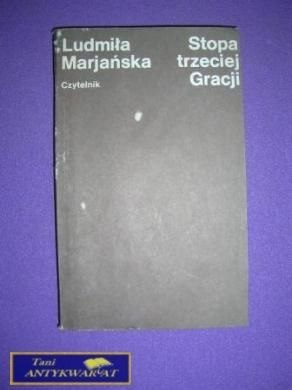 Ludmiła
Marjańska
Czytelnik
Stopa
trzeciej
Gracji
Tani
ANTYKWARIAT